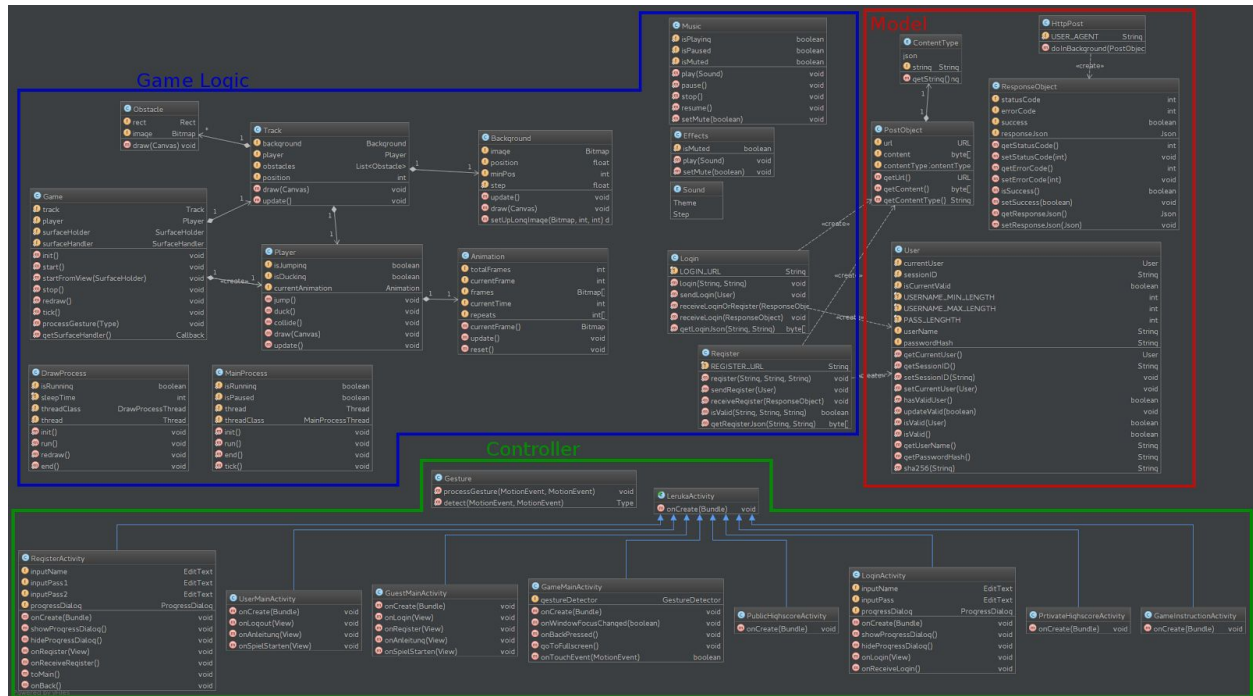 Game Logic
Obstacle
rect Rect
image Bitmap
draw(Canvas) void
Track
background Background
player Player
obstacles List<Obstacle>
position int
draw(Canvas) void
update() void
Background
image Bitmap
position float
minPos int
step float
update() void
draw(Canvas) void
setUpLongImage(Bitmap, int, int) d
Game
track Track
player Player
surfaceHolder SurfaceHolder
surfaceHandler SurfaceHandler
init() void
start() void
startFromView(SurfaceHolder) void
stop() void
redraw() void
tick() void
processGesture(Type) void
getSurfaceHandler() Callback
«create»
Player
isJumping boolean
isDucking boolean
currentAnimation Animation
jump() void
duck() void
collide() void
draw(Canvas) void
update() void
Animation
totalFrames int
currentFrame int
frames Bitmap[]
currentTime int
repeats int[]
currentFrame() Bitmap
update() void
reset() void
DrawProcess
isRunning boolean
sleepTime int
threadClass DrawProcessThread
thread Thread
init() void
run() void
redraw() void
end() void
MainProcess
isRunning boolean
isPaused boolean
thread Thread
threadClass MainProcessThread
init() void
run() void
end() void
tick() void
Music
isPlaying boolean
isPaused boolean
isMuted boolean
play(Sound) void
pause() void
stop() void
resume() void
setMute(boolean) void
Effects
isMuted boolean
play(Sound) void
setMute(boolean) void
Sound
Theme
Step
Login
LOGIN_URL String
login(String, String) void
sendLogin(User) void
receiveLoginOrRegister(ResponseObjec
receiveLogin(ResponseObject) void
getLoginJson(String, String) byte[]
«create»
«create»
«create»
«create»
Register
REGISTER_URL String
register(String, String, String) void
sendRegister(User) void
receiveRegister(ResponseObject) void
isValid(String, String, String) boolean
getRegisterJson(String, String) byte[]
Model
ContentType
json
string String
getString() ng
HttpPost
USER_AGENT String
doInBackground(PostObjec
«create»
PostObject
url URL
content byte[]
contentType ContentType
getUrl() URL
getContent() byte[]
getContentType() String
ResponseObject
statusCode int
errorCode int
success boolean
responseJson Json
getStatusCode() int
setStatusCode(int) void
getErrorCode() int
setErrorCode(int) void
isSuccess() boolean
setSuccess(boolean) void
getResponseJson() Json
setResponseJson(Json) void
User
currentUser User
sessionID String
isCurrentValid boolean
USERNAME_MIN_LENGTH int
USERNAME_MAX_LENGTH int
PASS_LENGHTH int
userName String
passwordHash String
getCurrentUser() User
getSessionID() String
setSessionID(String) void
setCurrentUser(User) void
hasValidUser() boolean
updateValid(boolean) void
isValid(User) boolean
isValid() boolean
getUserName() String
getPasswordHash() String
sha256(String) String
Controller
Gesture
processGesture(MotionEvent, MotionEvent) void
detect(MotionEvent, MotionEvent) Type
LerukaActivity
onCreate(Bundle) void
RegisterActivity
inputName EditText
inputPass1 EditText
inputPass2 EditText
progressDialog ProgressDialog
onCreate(Bundle) void
showProgressDialog() void
hideProgressDialog() void
onRegister(View) void
onReceiveRegister() void
toMain() void
onBack() void
UserMainActivity
onCreate(Bundle) void
onLogout(View) void
onAnleitung(View) void
onSpielStarten(View) void
GuestMainActivity
onCreate(Bundle) void
onLogin(View) void
onRegister(View) void
onAnleitung(View) void
onSpielStarten(View) void
GameMainActivity
gestureDetector GestureDetector
onCreate(Bundle) void
onWindowFocusChanged(boolean) void
onBackPressed() void
goToFullscreen() void
onTouchEvent(MotionEvent) boolean
PublicHighscoreActivity
onCreate(Bundle) void
LoginActivity
inputName EditText
inputPass EditText
progressDialog ProgressDialog
onCreate(Bundle) void
showProgressDialog() void
hideProgressDialog() void
onLogin(View) void
onReceiveLogin() void
PrtivateHighscoreActivity
onCreate(Bundle) void
GameInstructionActivity
onCreate(Bundle) void